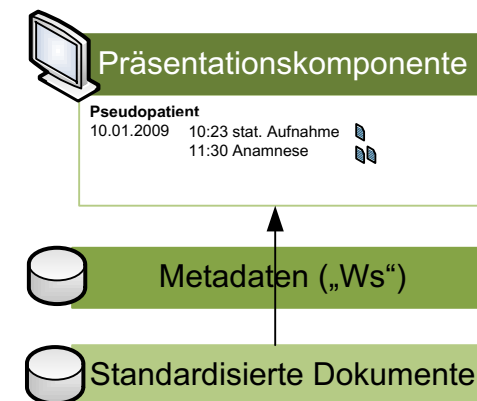 Präsentationskomponente
Pseudopatient
10.01.2009 10:23 stat. Aufnahme
11:30 Anamnese
Metadaten („Ws“)
Standardisierte Dokumente